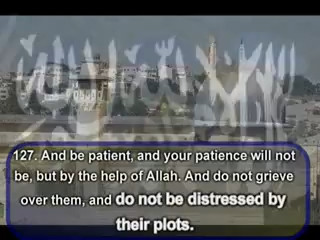 127. And be patient, and your patience will not
be, but by the help of Allah. And do not grieve
over them, and do not be distressed by
their plots.